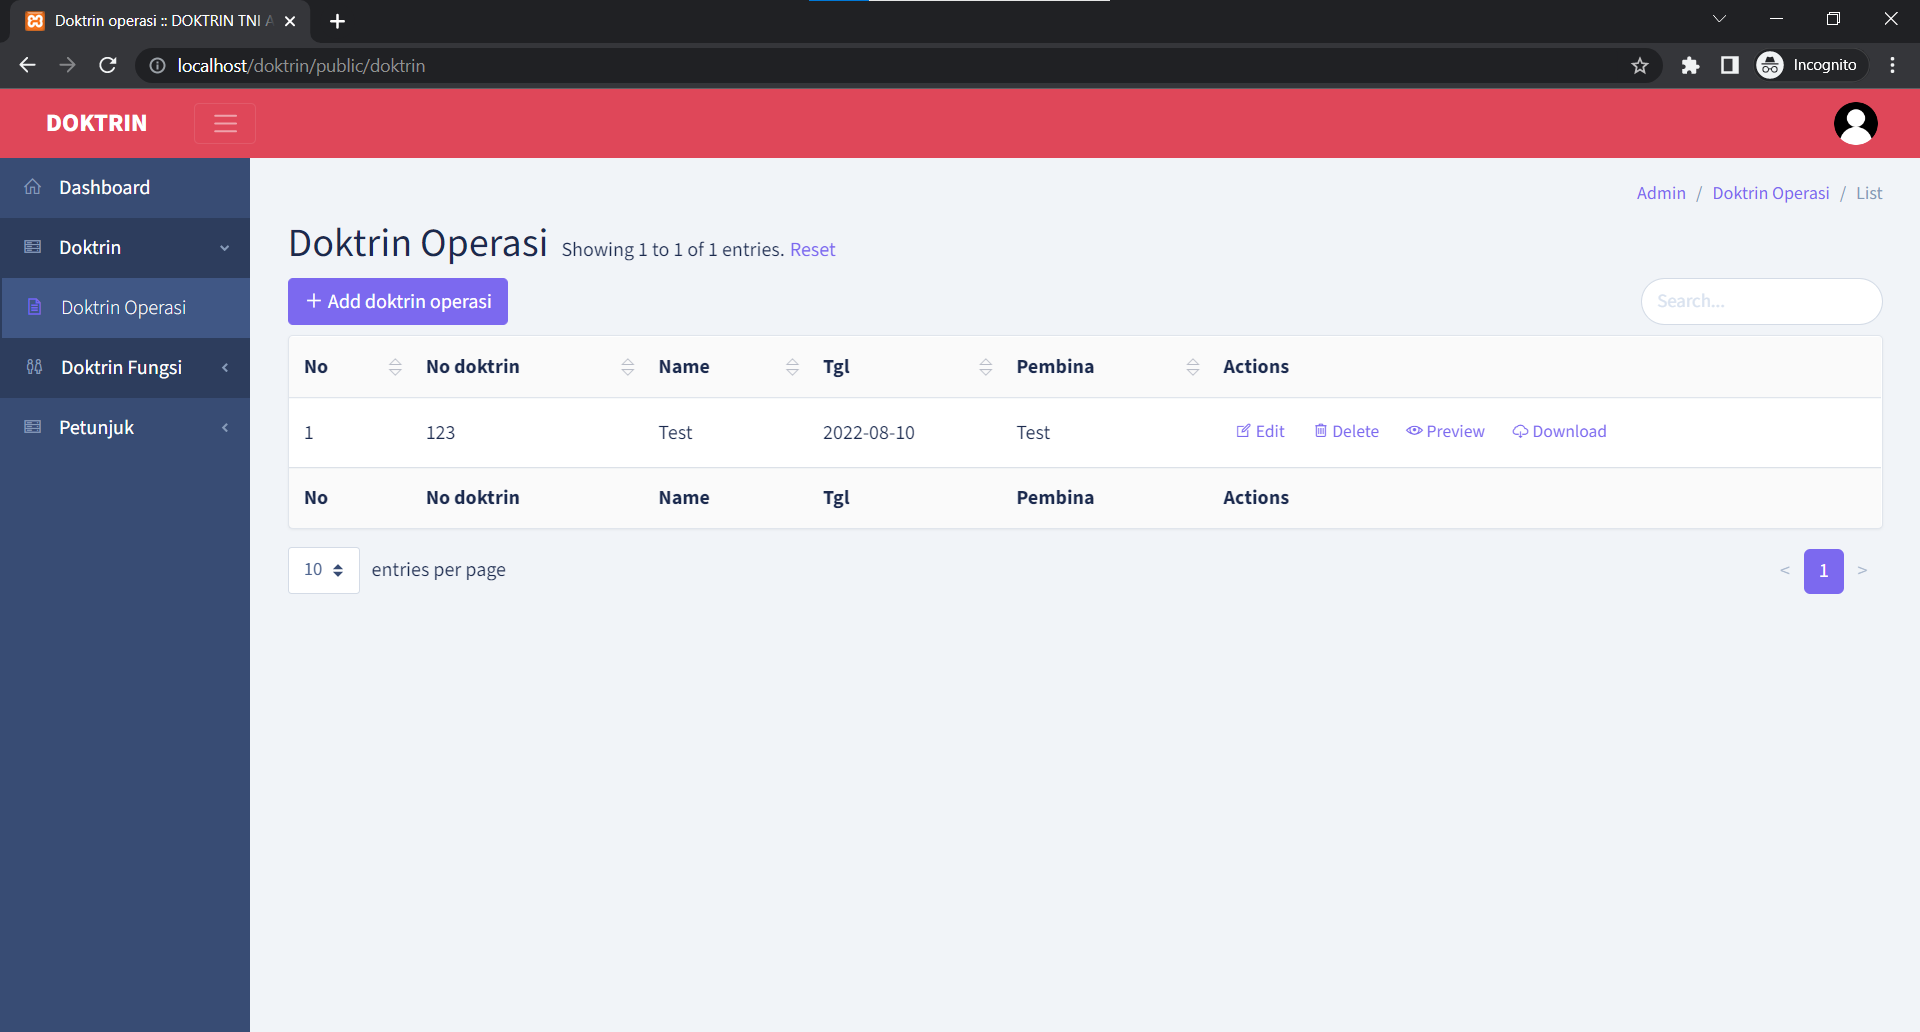 Doktrin operasi :: DOKTRIN TNI A
localhost/doktrin/public/doktrin
Incognito
DOKTRIN
Dashboard
Doktrin
Doktrin Operasi
Doktrin Fungsi
Petunjuk
Admin / Doktrin Operasi / List
Doktrin Operasi Showing 1 to 1 of 1 entries. Reset
+ Add doktrin operasi
Search...
No No doktrin Name Tgl Pembina Actions
1 123 Test 2022-08-10 Test Edit Delete Preview Download
No No doktrin Name Tgl Pembina Actions
10 entries per page
< 1 >